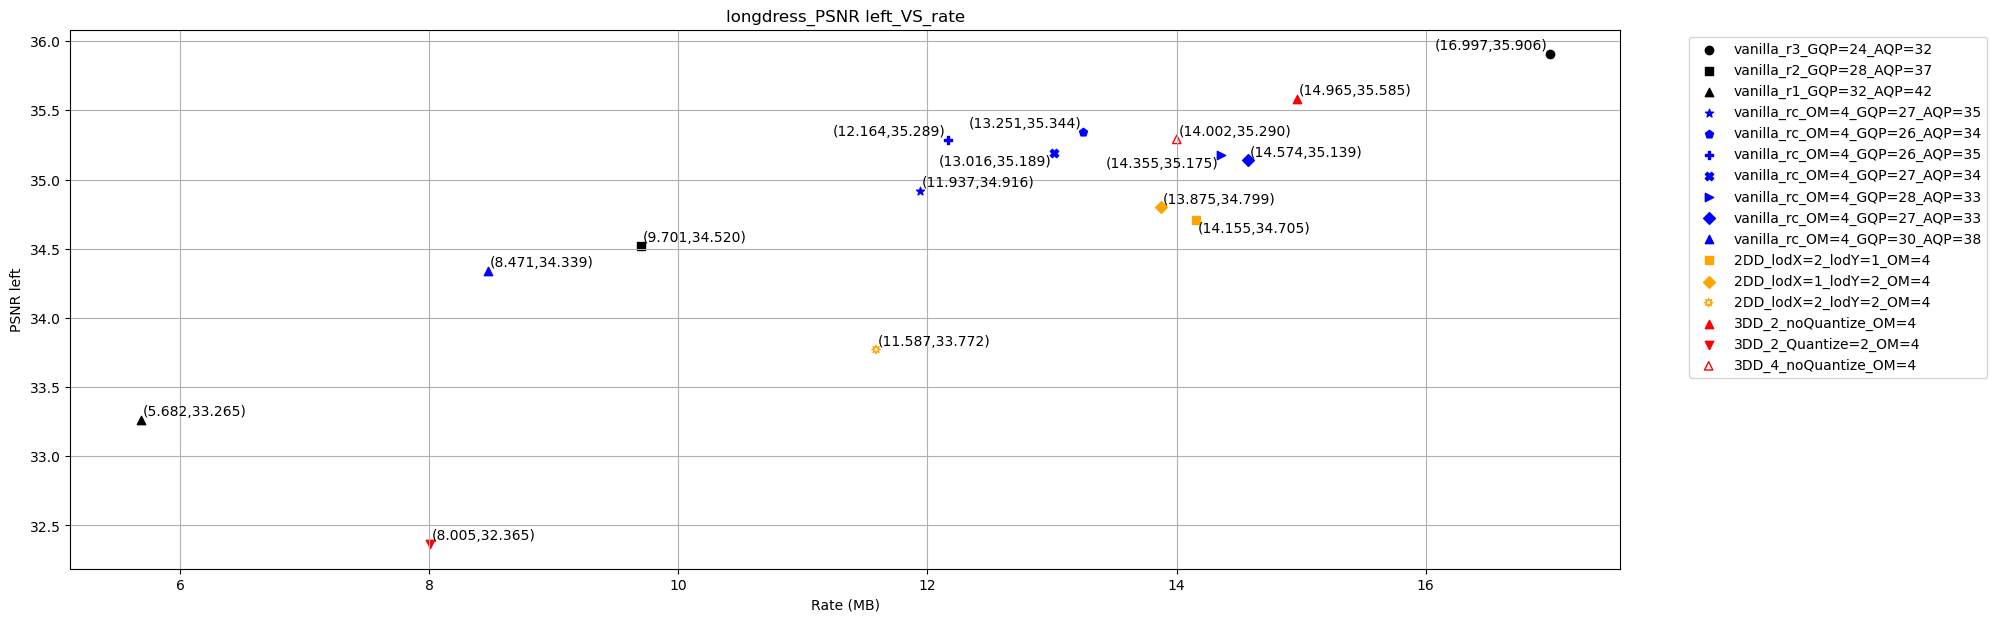 longdress_PSNR left_VS_rate
36.0
35.5
35.0
34.5
34.0
33.5
33.0
32.5
PSNR left
(16.997,35.906)
(14.965,35.585)
(13.251,35.344)
(12.164,35.289)
(14.002,35.290)
(13.016,35.189)
(14.355,35.175)
(14.574,35.139)
(11.937,34.916)
(13.875,34.799)
(14.155,34.705)
(9.701,34.520)
(8.471,34.339)
(11.587,33.772)
(5.682,33.265)
(8.005,32.365)
6 8 10 12 14 16
Rate (MB)
vanilla_r3_GQP=24_AQP=32
vanilla_r2_GQP=28_AQP=37
vanilla_r1_GQP=32_AQP=42
vanilla_rc_OM=4_GQP=27_AQP=35
vanilla_rc_OM=4_GQP=26_AQP=34
vanilla_rc_OM=4_GQP=26_AQP=35
vanilla_rc_OM=4_GQP=27_AQP=34
vanilla_rc_OM=4_GQP=28_AQP=33
vanilla_rc_OM=4_GQP=27_AQP=33
vanilla_rc_OM=4_GQP=30_AQP=38
2DD_lodX=2_lodY=1_OM=4
2DD_lodX=1_lodY=2_OM=4
2DD_lodX=2_lodY=2_OM=4
3DD_2_noQuantize_OM=4
3DD_2_Quantize=2_OM=4
3DD_4_noQuantize_OM=4